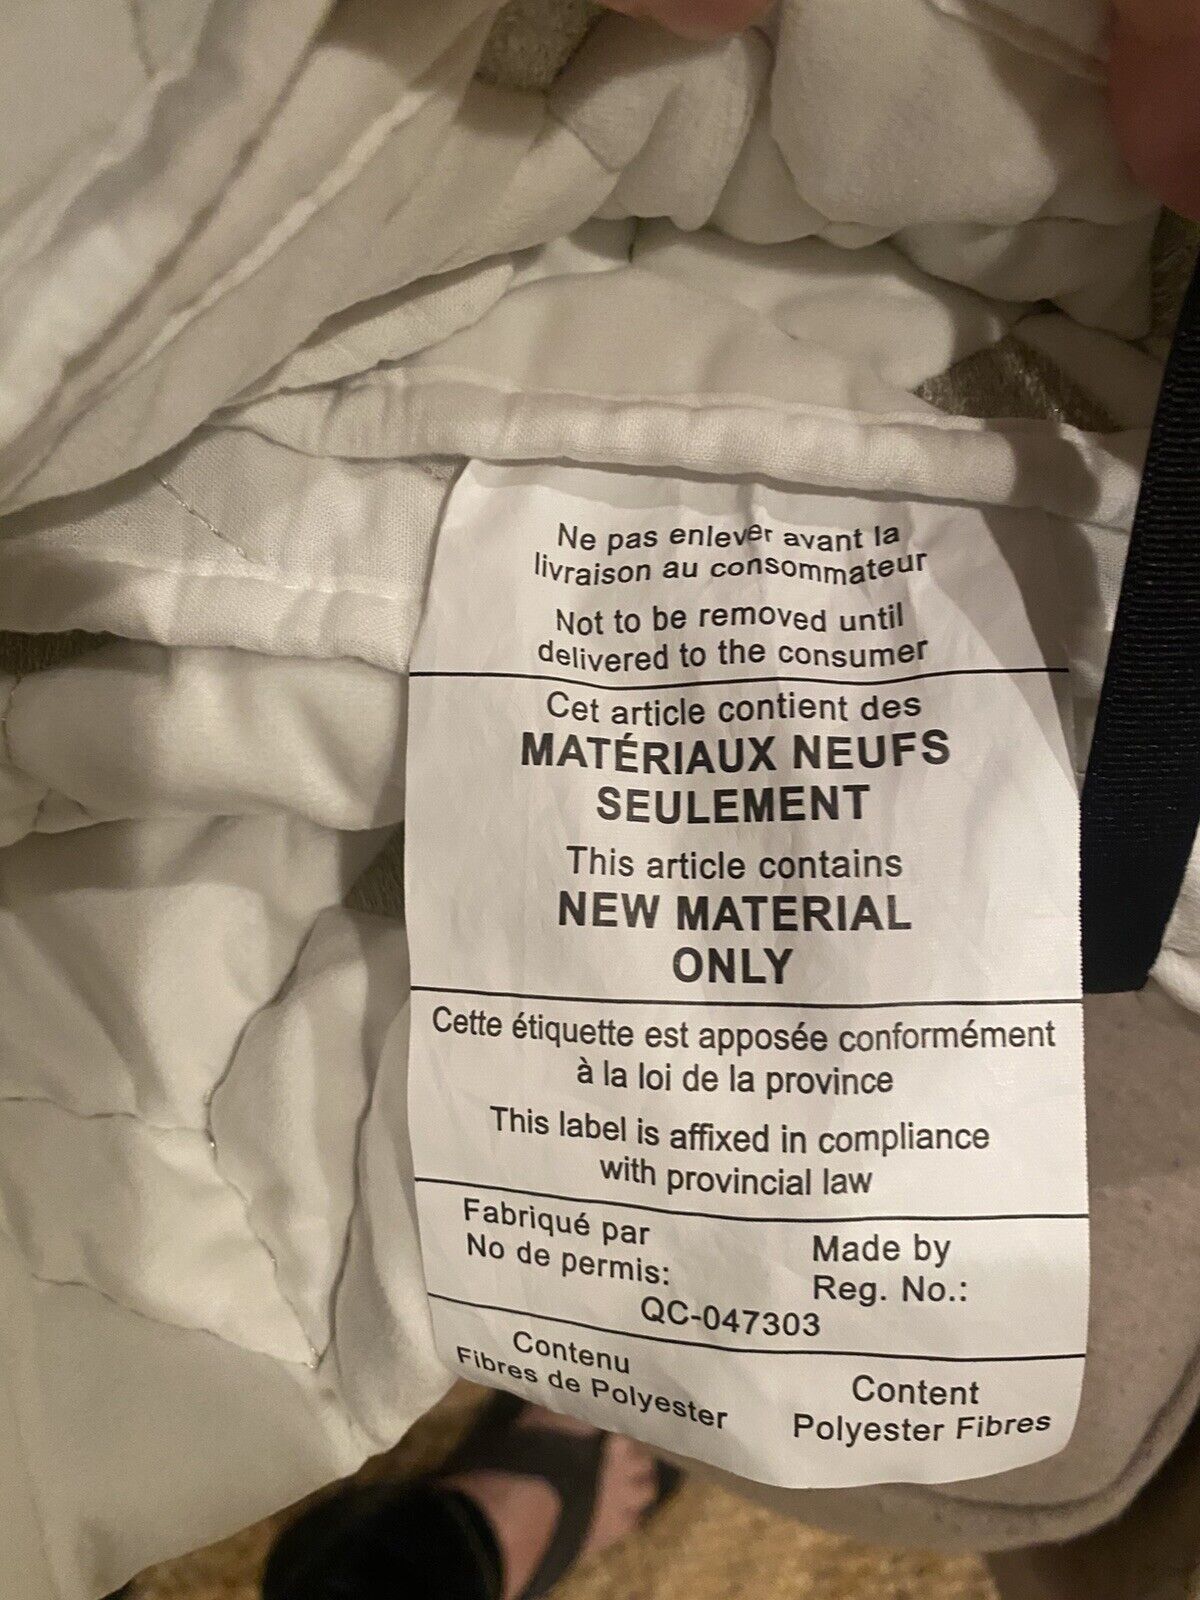 Ne pas enlever avant la
livraison au consommateur
Not to be removed until
delivered to the consumer
Cet article contient des
MATÉRIAUX NEUFS
SEULEMENT
This article contains
NEW MATERIAL
ONLY
Cette étiquette est apposée conformément
à la loi de la province
This label is affixed in compliance
with provincial law
Fabriqué par
No de permis:
Made by
Reg. No.:
QC-047303
Contenu
Fibres de Polyester
Content
Polyester Fibres